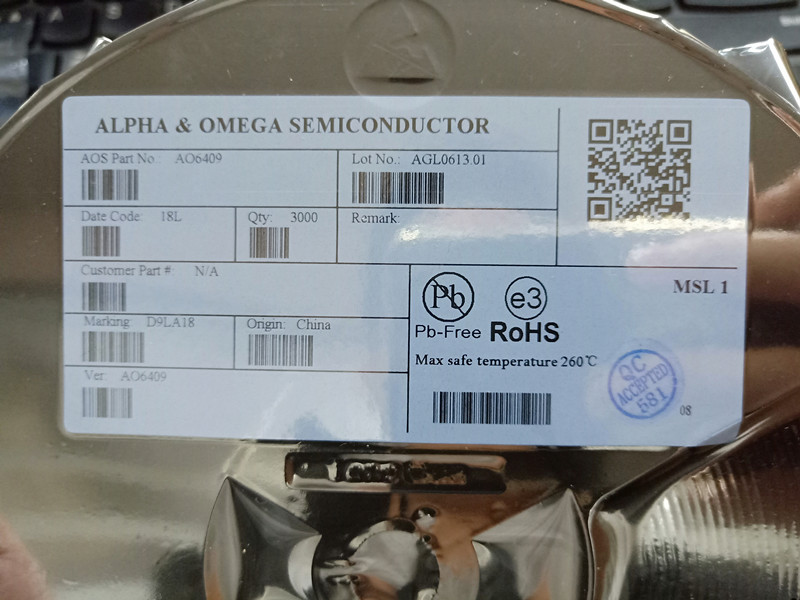 ALPHA & OMEGA SEMICONDUCTOR
AOS Part No.: AO6409
Lot No.: AGL0613.01
Date Code: 18L
Qty: 3000
Remark:
Customer Part #: N/A
Marking D9LA18
Origin: China
Ver: AO6409
Pb
e3
MSL 1
Pb-Free RoHS
Max safe temperature 260℃
QC
ACCEPTED
581
08